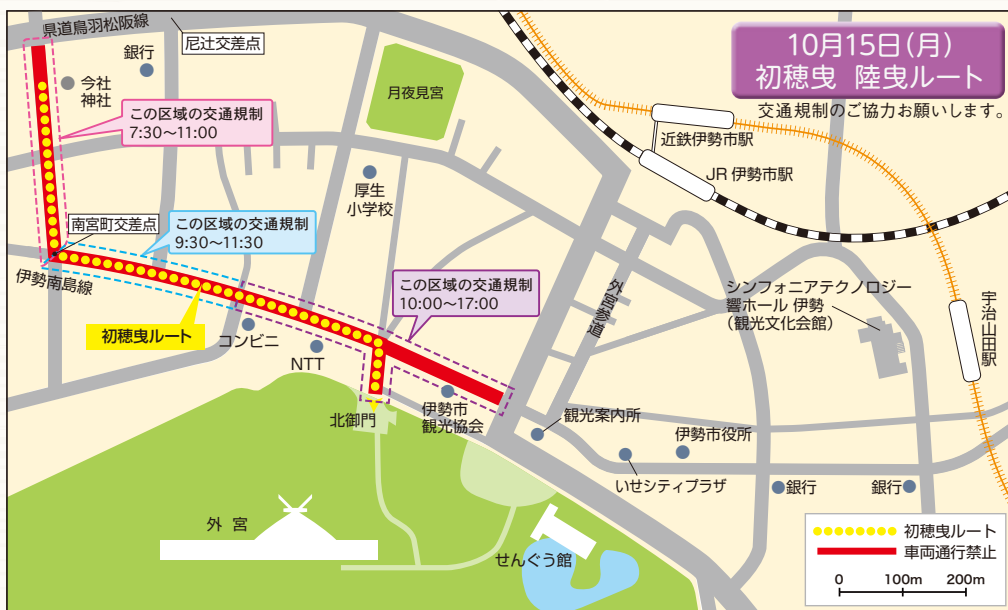 県道鳥羽松阪線
尼辻交差点
銀行
今社
神社
この区域の交通規制
7:30〜11:00
月夜見宮
10月15日(月)
初穂曳 陸曳ルート
交通規制のご協力お願いします。
近鉄伊勢市駅
JR 伊勢市駅
厚生
小学校
南宮町交差点
この区域の交通規制
9:30〜11:30
伊勢南島線
初穂曳ルート
この区域の交通規制
10:00〜17:00
外宮参道
シンフォニアテクノロジー
響ホール 伊勢
(観光文化会館)
宇治山田駅
コンビニ
NTT
北御門
伊勢市
観光協会
観光案内所
伊勢市役所
いせシティプラザ
銀行
銀行
外宮
せんぐう館
初穂曳ルート
車両通行禁止
0 100m 200m